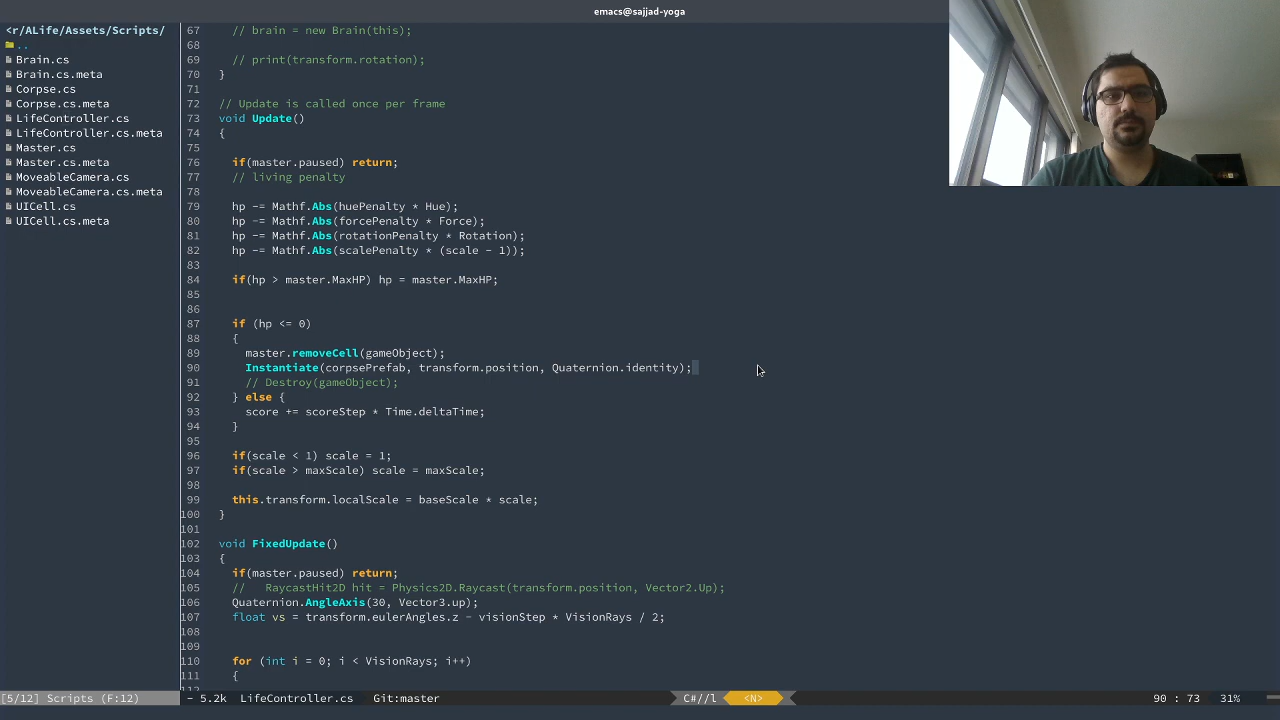 emacs@sajjad-yoga
<r/ALife/Assets/Scripts/
..
Brain.cs
Brain.cs.meta
Corpse.cs
Corpse.cs.meta
LifeController.cs
LifeController.cs.meta
Master.cs
Master.cs.meta
MoveableCamera.cs
MoveableCamera.cs.meta
UICell.cs
UICell.cs.meta
67 // brain = new Brain(this);
68
69 // print(transform.rotation);
70 }
71
72 // Update is called once per frame
73 void Update()
74 {
75
76 if(master.paused) return;
77 // living penalty
78
79 hp -= Mathf.Abs(huePenalty * Hue);
80 hp -= Mathf.Abs(forcePenalty * Force);
81 hp -= Mathf.Abs(rotationPenalty * Rotation);
82 hp -= Mathf.Abs(scalePenalty * (scale - 1));
83
84 if(hp > master.MaxHP) hp = master.MaxHP;
85
86
87 if (hp <= 0)
88 {
89 master.removeCell(gameObject);
90 Instantiate(corpsePrefab, transform.position, Quaternion.identity);
91 // Destroy(gameObject);
92 } else {
93 score += scoreStep * Time.deltaTime;
94 }
95
96 if(scale < 1) scale = 1;
97 if(scale > maxScale) scale = maxScale;
98
99 this.transform.localScale = baseScale * scale;
100 }
101
102 void FixedUpdate()
103 {
104 if(master.paused) return;
105 //   RaycastHit2D hit = Physics2D.Raycast(transform.position, Vector2.Up);
106 Quaternion.AngleAxis(30, Vector3.up);
107 float vs = transform.eulerAngles.z - visionStep * VisionRays / 2;
108
109
110 for (int i = 0; i < VisionRays; i++)
111 {
[5/12] Scripts (F:12) - 5.2k LifeController.cs Git:master C#//l <N> 90 : 73 31%